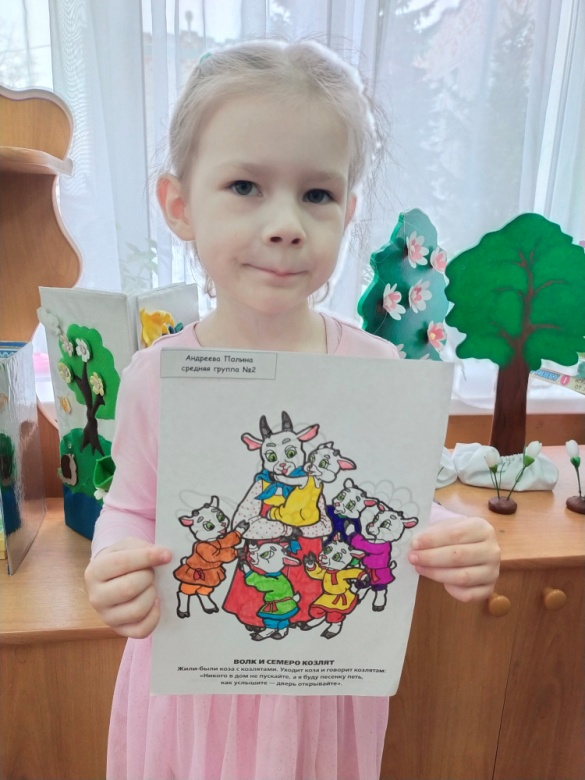 Андреева Полина
средняя группа №2
ВОЛК И СЕМЕРО КОЗЛЯТ
Жили-были коза с козлятами. Уходит коза и говорит козлятам:
«Никого в дом не пускайте, а я буду песенку петь,
как услышите — дверь открывайте».